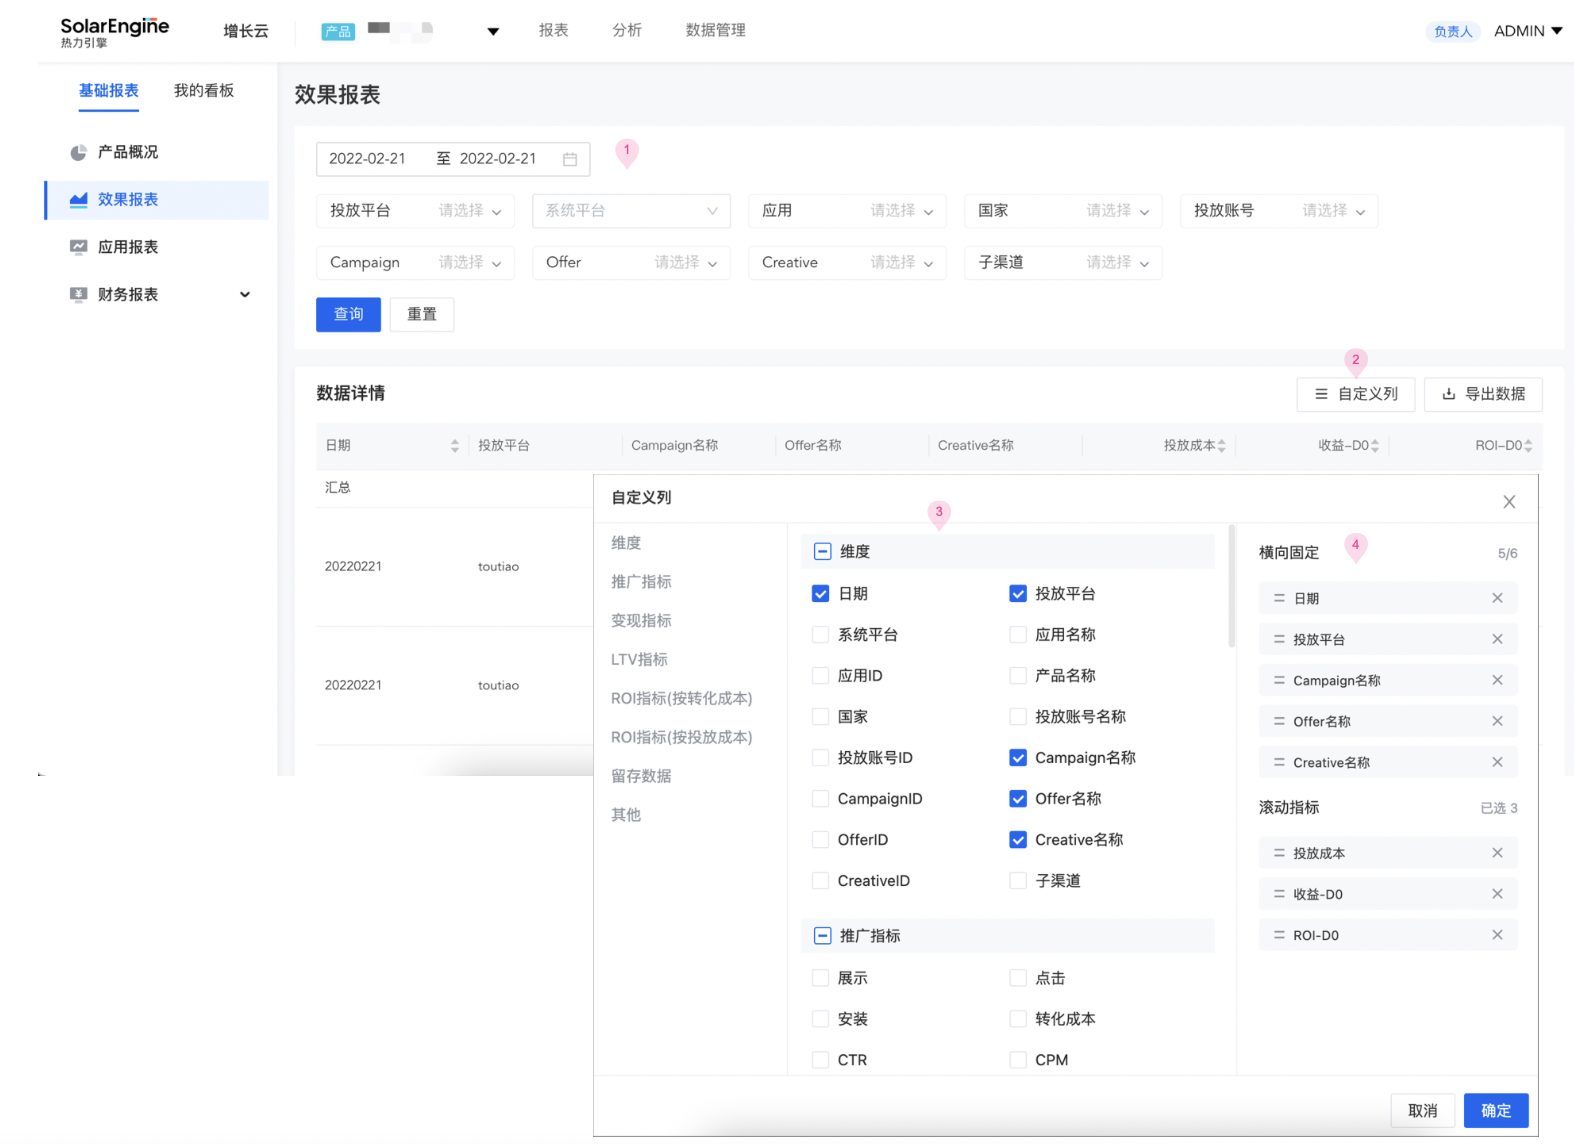 SolarEngine
热力引擎
增长云
产品
报表
分析
数据管理
负责人
ADMIN
基础报表
我的看板
产品概况
效果报表
应用报表
财务报表
效果报表
2022-02-21 至 2022-02-21
1
投放平台 请选择
系统平台
应用 请选择
国家 请选择
投放账号 请选择
Campaign 请选择
Offer 请选择
Creative 请选择
子渠道 请选择
查询
重置
2
数据详情
自定义列
导出数据
日期 投放平台 Campaign名称 Offer名称 Creative名称 投放成本 收益-D0 ROI-D0
汇总
20220221 toutiao
20220221 toutiao
自定义列
3
维度
推广指标
变现指标
LTV指标
ROI指标(按转化成本)
ROI指标(按投放成本)
留存数据
其他
维度
日期 投放平台
系统平台 应用名称
应用ID 产品名称
国家 投放账号名称
投放账号ID Campaign名称
CampaignID Offer名称
OfferID Creative名称
CreativeID 子渠道
推广指标
展示 点击
安装 转化成本
CTR CPM
横向固定 4 5/6
日期
投放平台
Campaign名称
Offer名称
Creative名称
滚动指标 已选 3
投放成本
收益-D0
ROI-D0
取消
确定